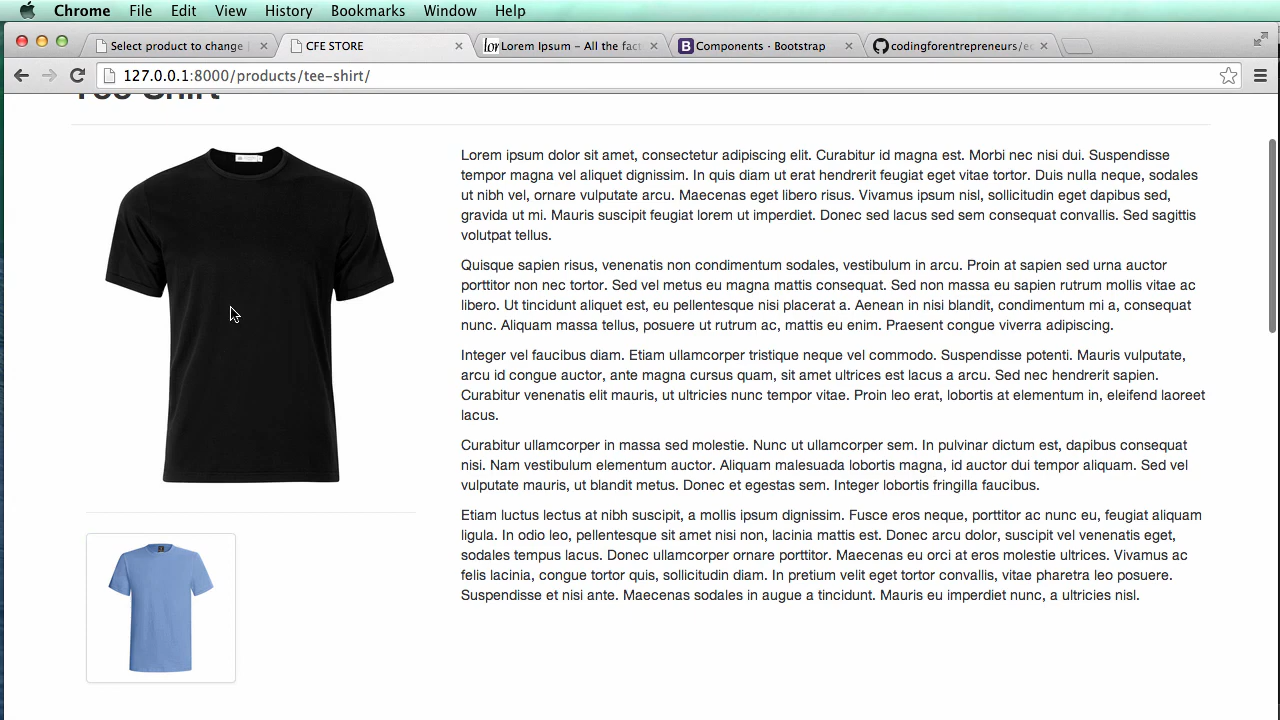 Chrome File Edit View History Bookmarks Window Help
Select product to change
CFE STORE
Lorem Ipsum - All the fact
Components · Bootstrap
codingforentrepreneurs/e
127.0.0.1:8000/products/tee-shirt/
Tee Shirt
Lorem ipsum dolor sit amet, consectetur adipiscing elit. Curabitur id magna est. Morbi nec nisi dui. Suspendisse
tempor magna vel aliquet dignissim. In quis diam ut erat hendrerit feugiat eget vitae tortor. Duis nulla neque, sodales
ut nibh vel, ornare vulputate arcu. Maecenas eget libero risus. Vivamus ipsum nisl, sollicitudin eget dapibus sed,
gravida ut mi. Mauris suscipit feugiat lorem ut imperdiet. Donec sed lacus sed sem consequat convallis. Sed sagittis
volutpat tellus.
Quisque sapien risus, venenatis non condimentum sodales, vestibulum in arcu. Proin at sapien sed urna auctor
porttitor non nec tortor. Sed vel metus eu magna mattis consequat. Sed non massa eu sapien rutrum mollis vitae ac
libero. Ut tincidunt aliquet est, eu pellentesque nisi placerat a. Aenean in nisi blandit, condimentum mi a, consequat
nunc. Aliquam massa tellus, posuere ut rutrum ac, mattis eu enim. Praesent congue viverra adipiscing.
Integer vel faucibus diam. Etiam ullamcorper tristique neque vel commodo. Suspendisse potenti. Mauris vulputate,
arcu id congue auctor, ante magna cursus quam, sit amet ultrices est lacus a arcu. Sed nec hendrerit sapien.
Curabitur venenatis elit mauris, ut ultricies nunc tempor vitae. Proin leo erat, lobortis at elementum in, eleifend laoreet
lacus.
Curabitur ullamcorper in massa sed molestie. Nunc ut ullamcorper sem. In pulvinar dictum est, dapibus consequat
nisi. Nam vestibulum elementum auctor. Aliquam malesuada lobortis magna, id auctor dui tempor aliquam. Sed vel
vulputate mauris, ut blandit metus. Donec et egestas sem. Integer lobortis fringilla faucibus.
Etiam luctus lectus at nibh suscipit, a mollis ipsum dignissim. Fusce eros neque, porttitor ac nunc eu, feugiat aliquam
ligula. In odio leo, pellentesque sit amet nisi non, lacinia mattis est. Donec arcu dolor, suscipit vel venenatis eget,
sodales tempus lacus. Donec ullamcorper ornare porttitor. Maecenas eu orci at eros molestie ultrices. Vivamus ac
felis lacinia, congue tortor quis, sollicitudin diam. In pretium velit eget tortor convallis, vitae pharetra leo posuere.
Suspendisse et nisi ante. Maecenas sodales in augue a tincidunt. Mauris eu imperdiet nunc, a ultricies nisl.